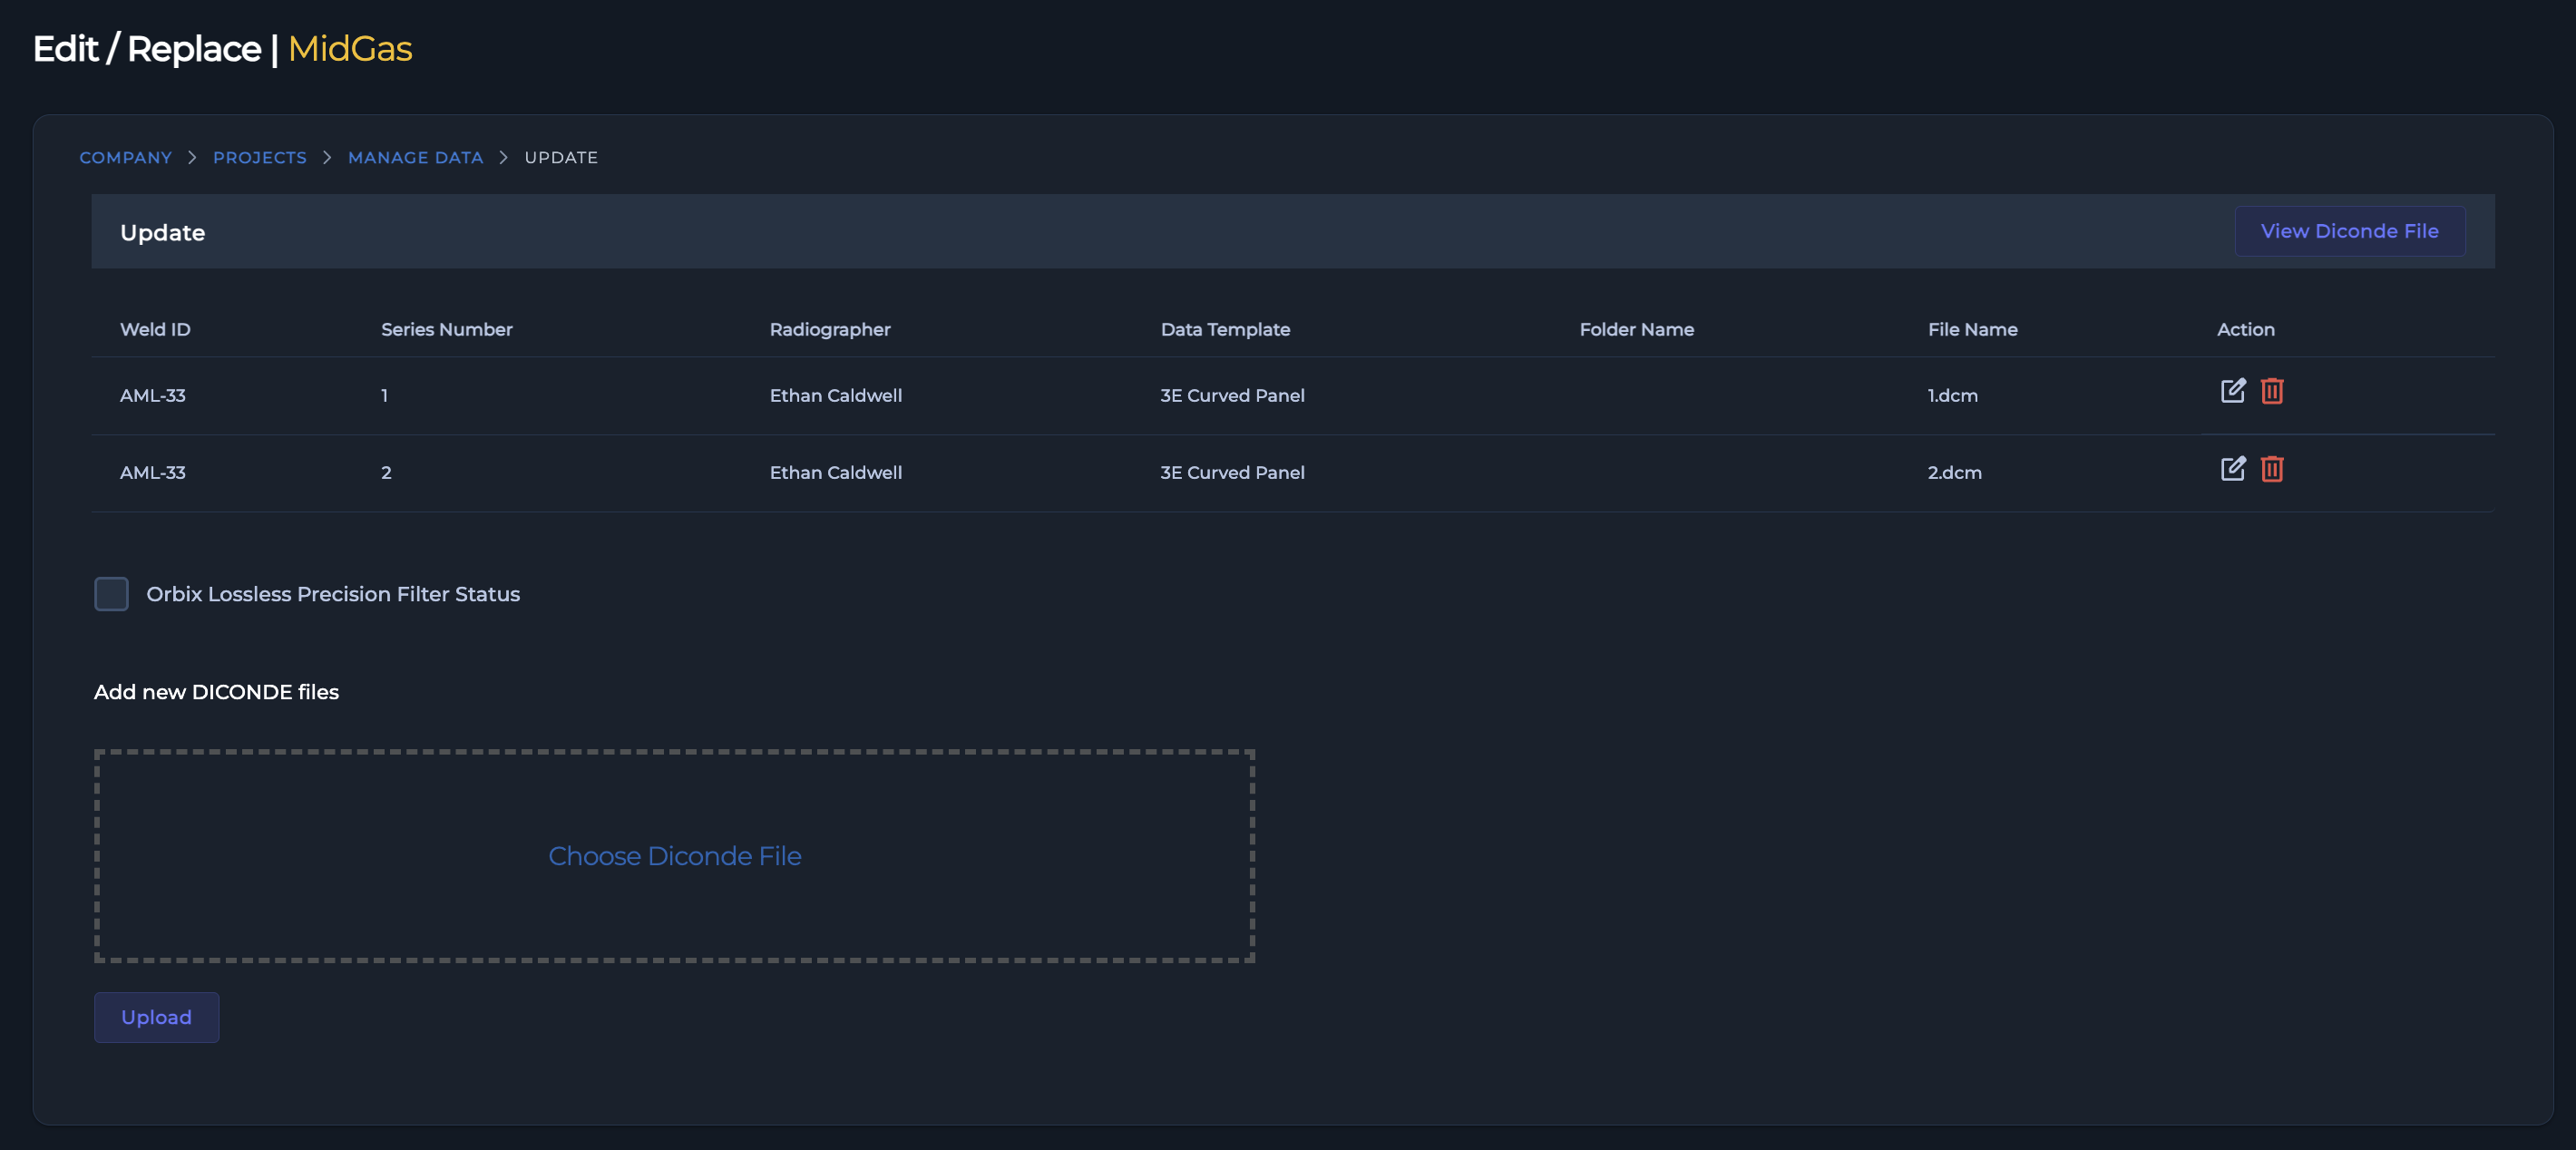 Edit / Replace | MidGas
COMPANY > PROJECTS > MANAGE DATA > UPDATE
Update
View Diconde File
Weld ID Series Number Radiographer Data Template Folder Name File Name Action
AML-33 1 Ethan Caldwell 3E Curved Panel 1.dcm
AML-33 2 Ethan Caldwell 3E Curved Panel 2.dcm
Orbix Lossless Precision Filter Status
Add new DICONDE files
Choose Diconde File
Upload